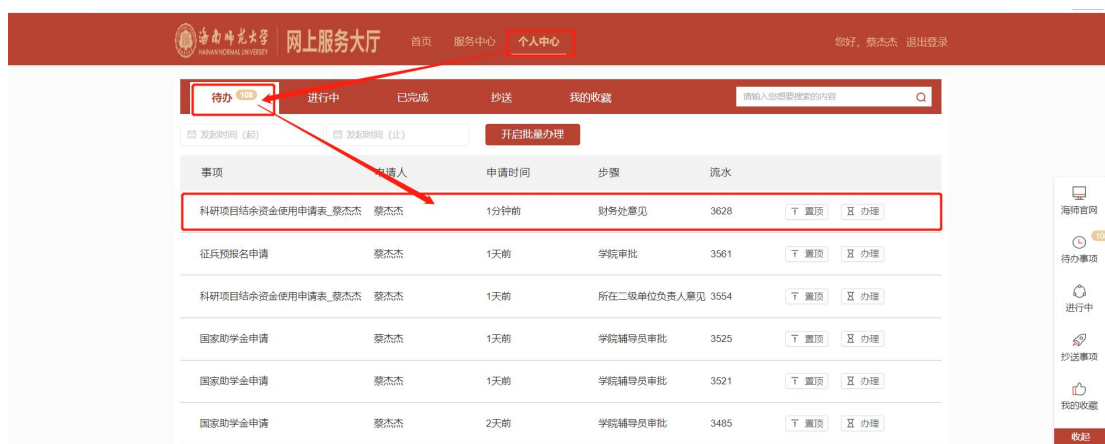 海南师范大学 网上服务大厅 首页 服务中心 个人中心 您好，蔡杰杰 退出登录
HAINAN NORMAL UNIVERSITY
待办 108 进行中 已完成 抄送 我的收藏 请输入您想要搜索的内容
发起时间（起） 发起时间（止） 开启批量办理
事项 申请人 申请时间 步骤 流水
科研项目结余资金使用申请表_蔡杰杰 蔡杰杰 1分钟前 财务处意见 3628 置顶 办理
征兵预报名申请 蔡杰杰 1天前 学院审批 3561 置顶 办理
科研项目结余资金使用申请表_蔡杰杰 蔡杰杰 1天前 所在二级单位负责人意见 3554 置顶 办理
国家助学金申请 蔡杰杰 1天前 学院辅导员审批 3525 置顶 办理
国家助学金申请 蔡杰杰 1天前 学院辅导员审批 3521 置顶 办理
国家助学金申请 蔡杰杰 2天前 学院辅导员审批 3485 置顶 办理
海师官网
10
待办事项
进行中
抄送事项
我的收藏
收起